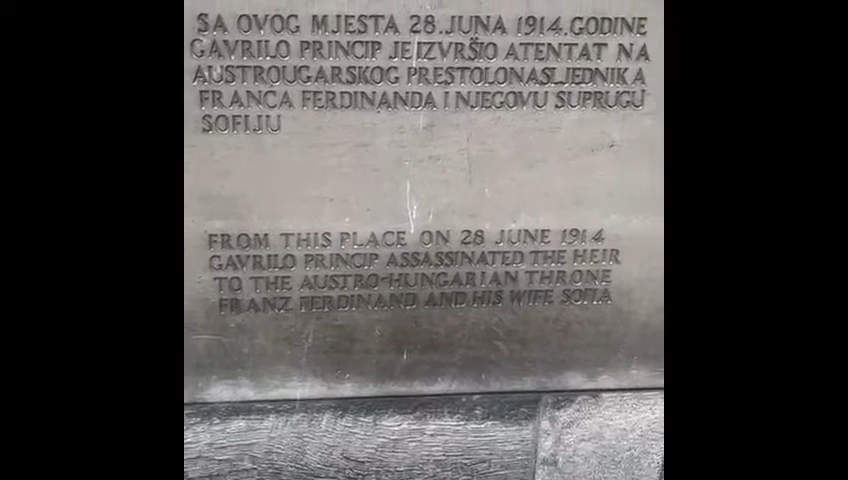 SA OVOG MJESTA 28.JUNA 1914.GODINE
GAVRILO PRINCIP JE IZVRŠIO ATENTAT NA
AUSTROUGARSKOG PRESTOLONASLJEDNIKA
FRANCA FERDINANDA I NJEGOVU SUPRUGU
SOFIJU
FROM THIS PLACE ON 28 JUNE 1914
GAVRILO PRINCIP ASSASSINATED THE HEIR
TO THE AUSTRO-HUNGARIAN THRONE
FRANZ FERDINAND AND HIS WIFE SOFIA